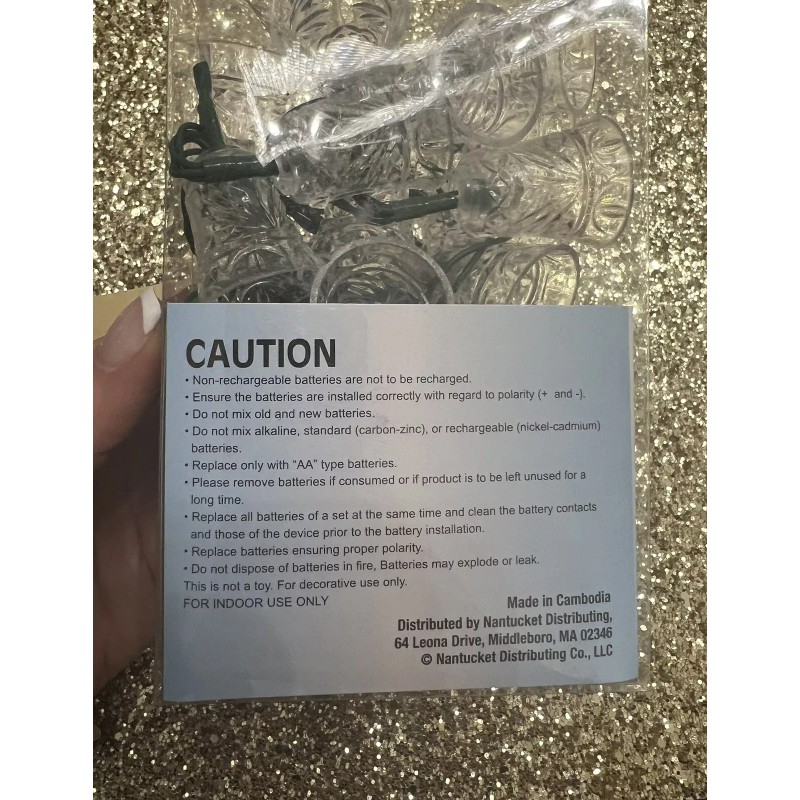 CAUTION
• Non-rechargeable batteries are not to be recharged.
• Ensure the batteries are installed correctly with regard to polarity (+ and -).
• Do not mix old and new batteries.
• Do not mix alkaline, standard (carbon-zinc), or rechargeable (nickel-cadmium)
batteries.
• Replace only with “AA” type batteries.
• Please remove batteries if consumed or if product is to be left unused for a
long time.
• Replace all batteries of a set at the same time and clean the battery contacts
and those of the device prior to the battery installation.
• Replace batteries ensuring proper polarity.
• Do not dispose of batteries in fire, Batteries may explode or leak.
This is not a toy. For decorative use only.
FOR INDOOR USE ONLY
Made in Cambodia
Distributed by Nantucket Distributing,
64 Leona Drive, Middleboro, MA 02346
© Nantucket Distributing Co., LLC